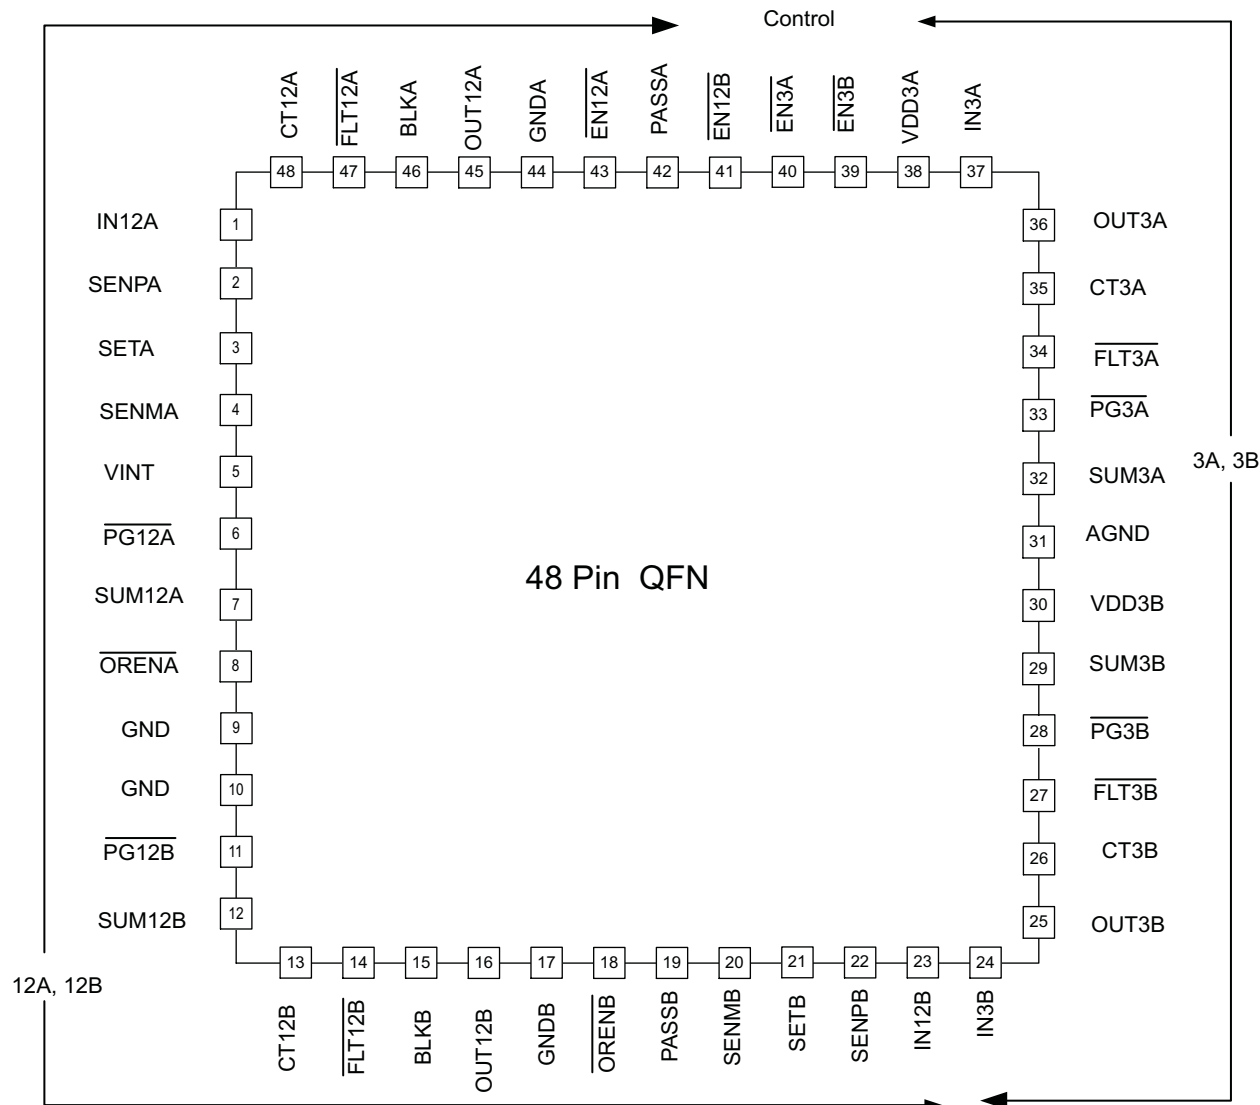 Control
CT12A
FLT12A
BLKA
OUT12A
GNDA
EN12A
PASSA
EN12B
EN3A
EN3B
VDD3A
IN3A
48 47 46 45 44 43 42 41 40 39 38 37
IN12A 1 36 OUT3A
SENPA 2 35 CT3A
SETA 3 34 FLT3A
SENMA 4 33 PG3A
3A, 3B
VINT 5 32 SUM3A
PG12A 6 31 AGND
48 Pin QFN
SUM12A 7 30 VDD3B
ORENA 8 29 SUM3B
GND 9 28 PG3B
GND 10 27 FLT3B
PG12B 11 26 CT3B
SUM12B 12 25 OUT3B
13 14 15 16 17 18 19 20 21 22 23 24
12A, 12B
CT12B
FLT12B
BLKB
OUT12B
GNDB
ORENB
PASSB
SENMB
SETB
SENPB
IN12B
IN3B